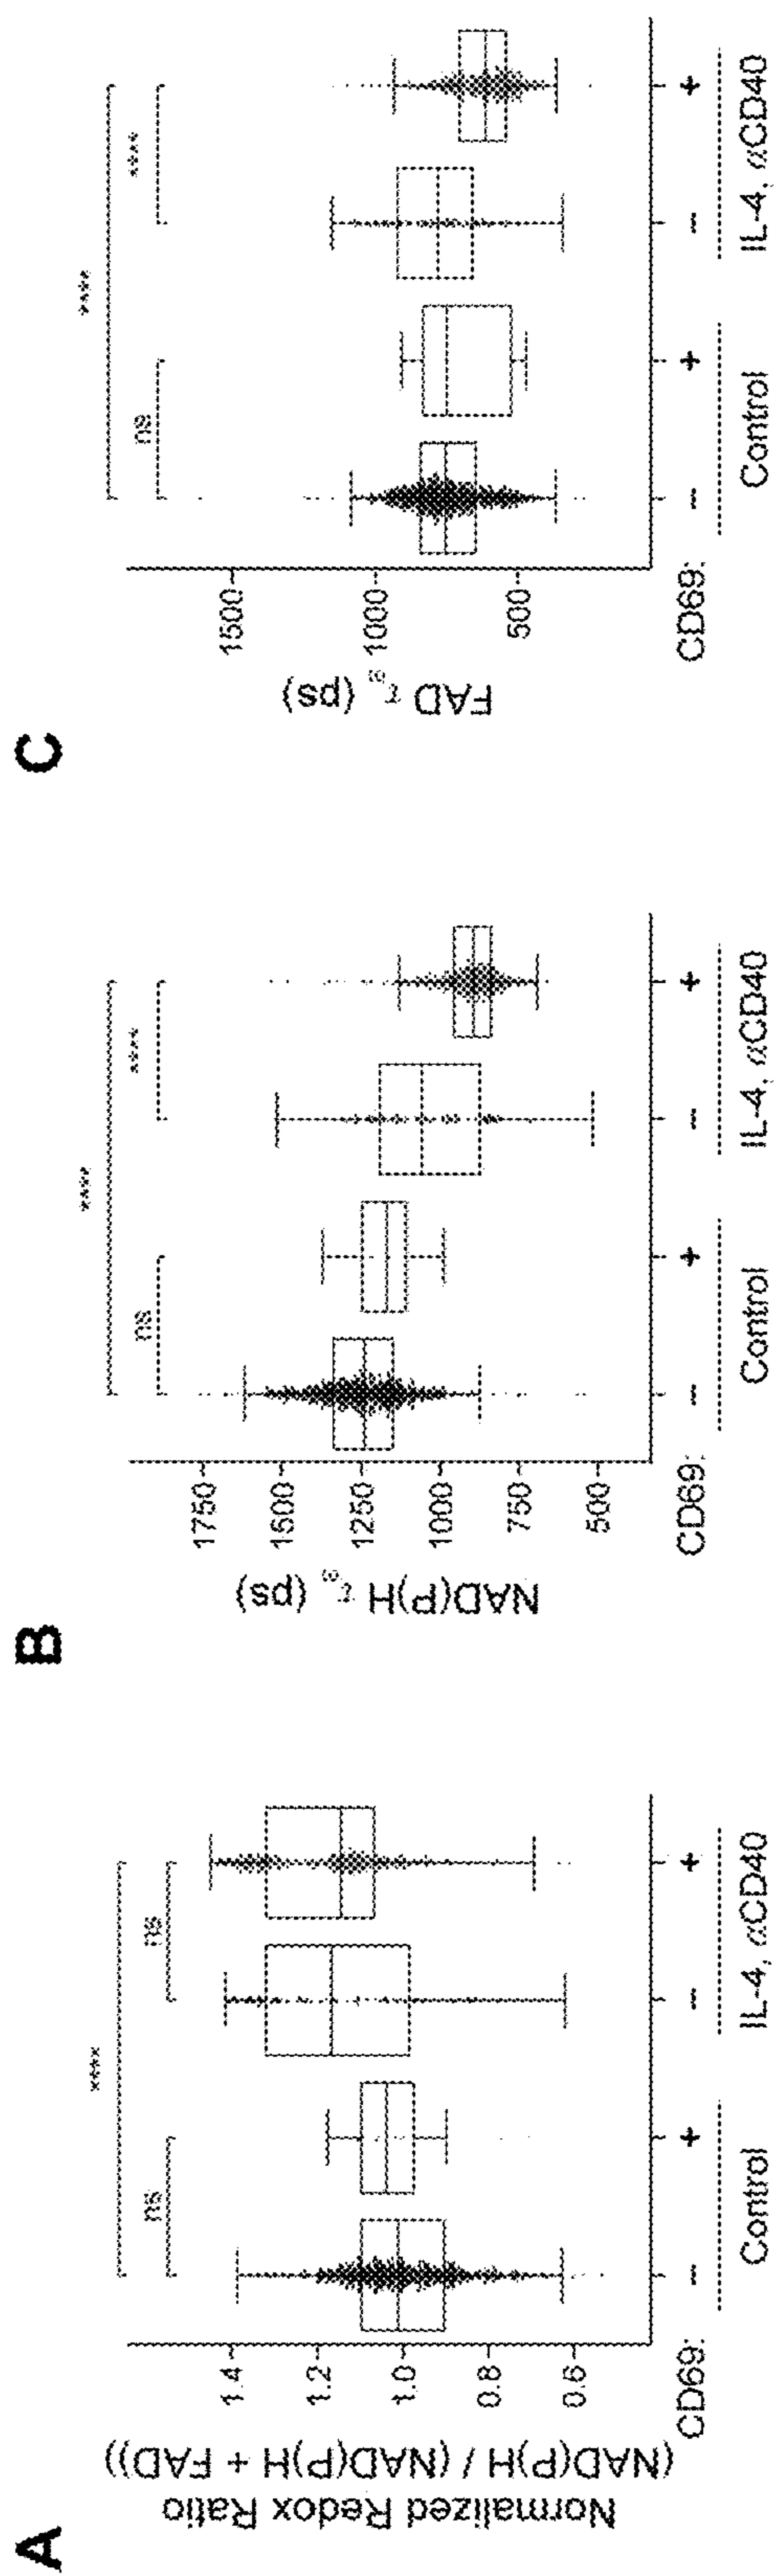 A
Normalized Redox Ratio
(NAD(P)H / (NAD(P)H + FAD))
1.4
1.2
1.0
0.8
0.6
****
ns
ns
CD69:
− + − +
Control
IL-4, αCD40
B
NAD(P)H τₘ (ps)
1750
1500
1250
1000
750
500
****
ns
****
CD69:
− + − +
Control
IL-4, αCD40
C
FAD τₘ (ps)
1500
1000
500
****
ns
****
CD69:
− + − +
Control
IL-4, αCD40